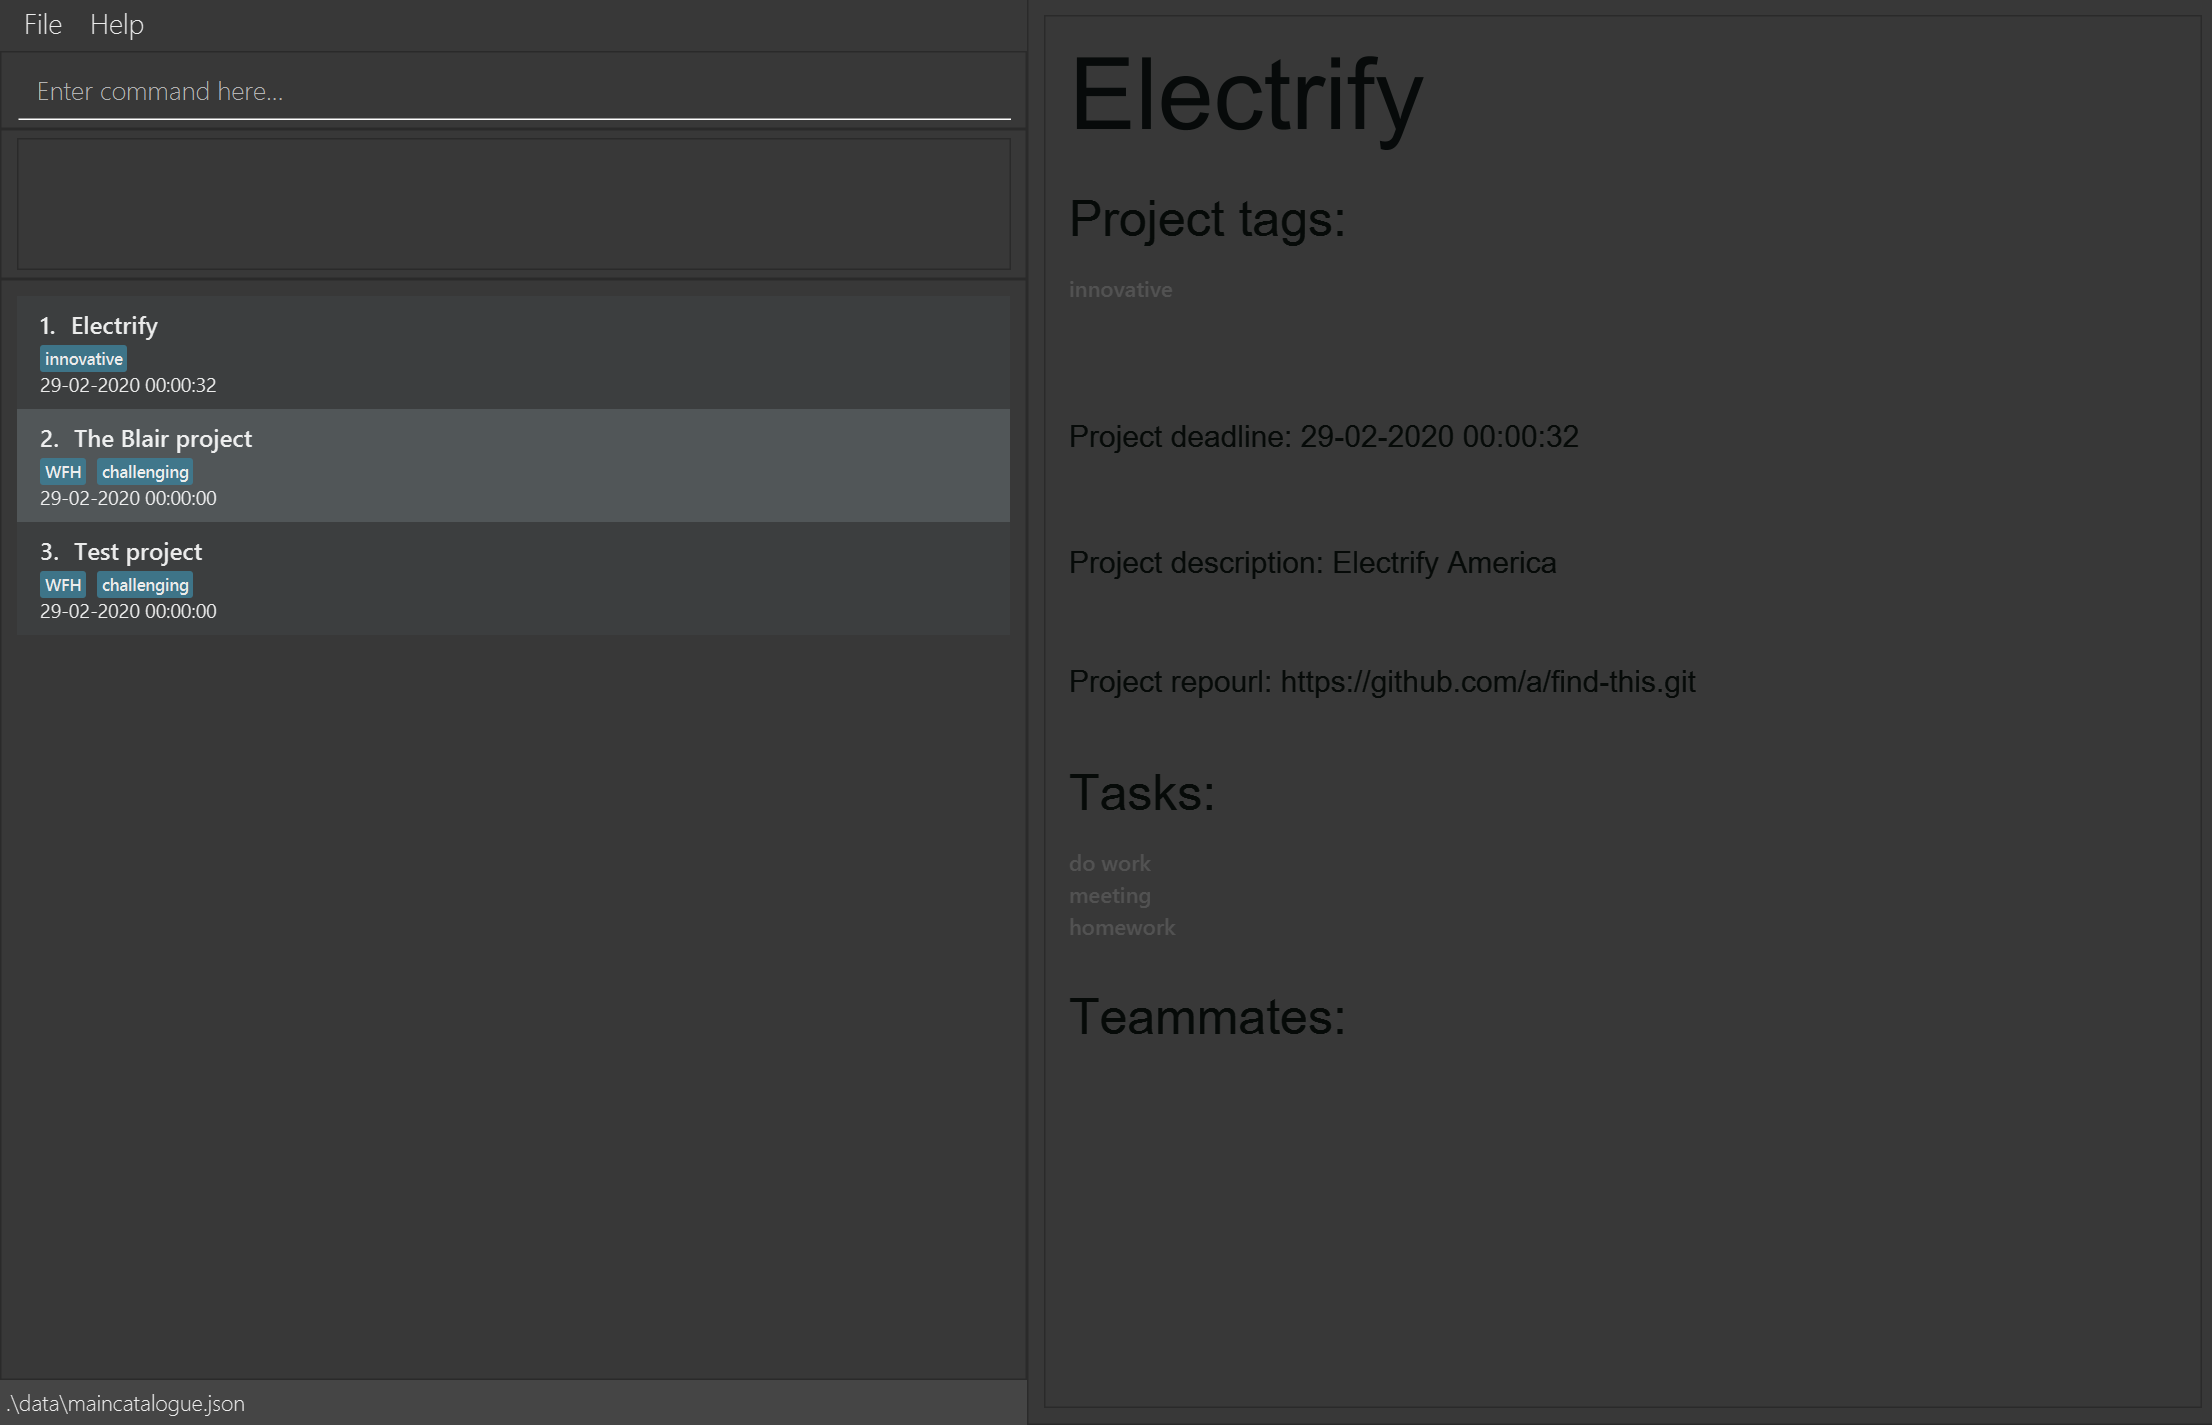 File Help
Enter command here...
1. Electrify
innovative
29-02-2020 00:00:32
2. The Blair project
WFH challenging
29-02-2020 00:00:00
3. Test project
WFH challenging
29-02-2020 00:00:00
.\data\maincatalogue.json
Electrify
Project tags:
innovative
Project deadline: 29-02-2020 00:00:32
Project description: Electrify America
Project repourl: https://github.com/a/find-this.git
Tasks:
do work
meeting
homework
Teammates: